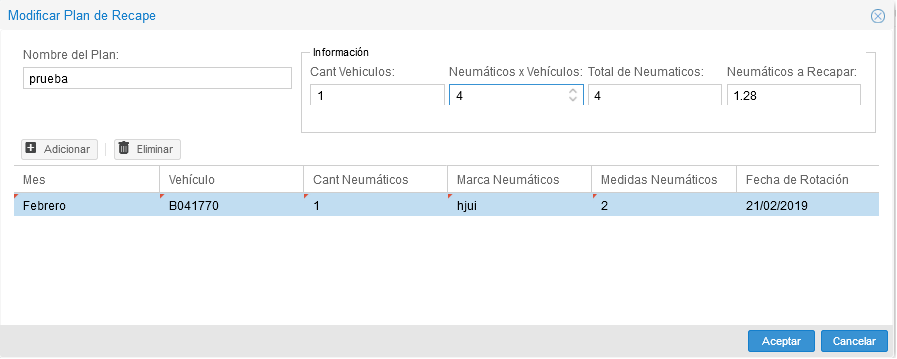 Modificar Plan de Recape
Nombre del Plan:
prueba
Información
Cant Vehiculos: Neumáticos x Vehículos: Total de Neumaticos: Neumáticos a Recapar:
1 4 4 1.28
Adicionar Eliminar
Mes Vehículo Cant Neumáticos Marca Neumáticos Medidas Neumáticos Fecha de Rotación
Febrero B041770 1 hjui 2 21/02/2019
Aceptar Cancelar